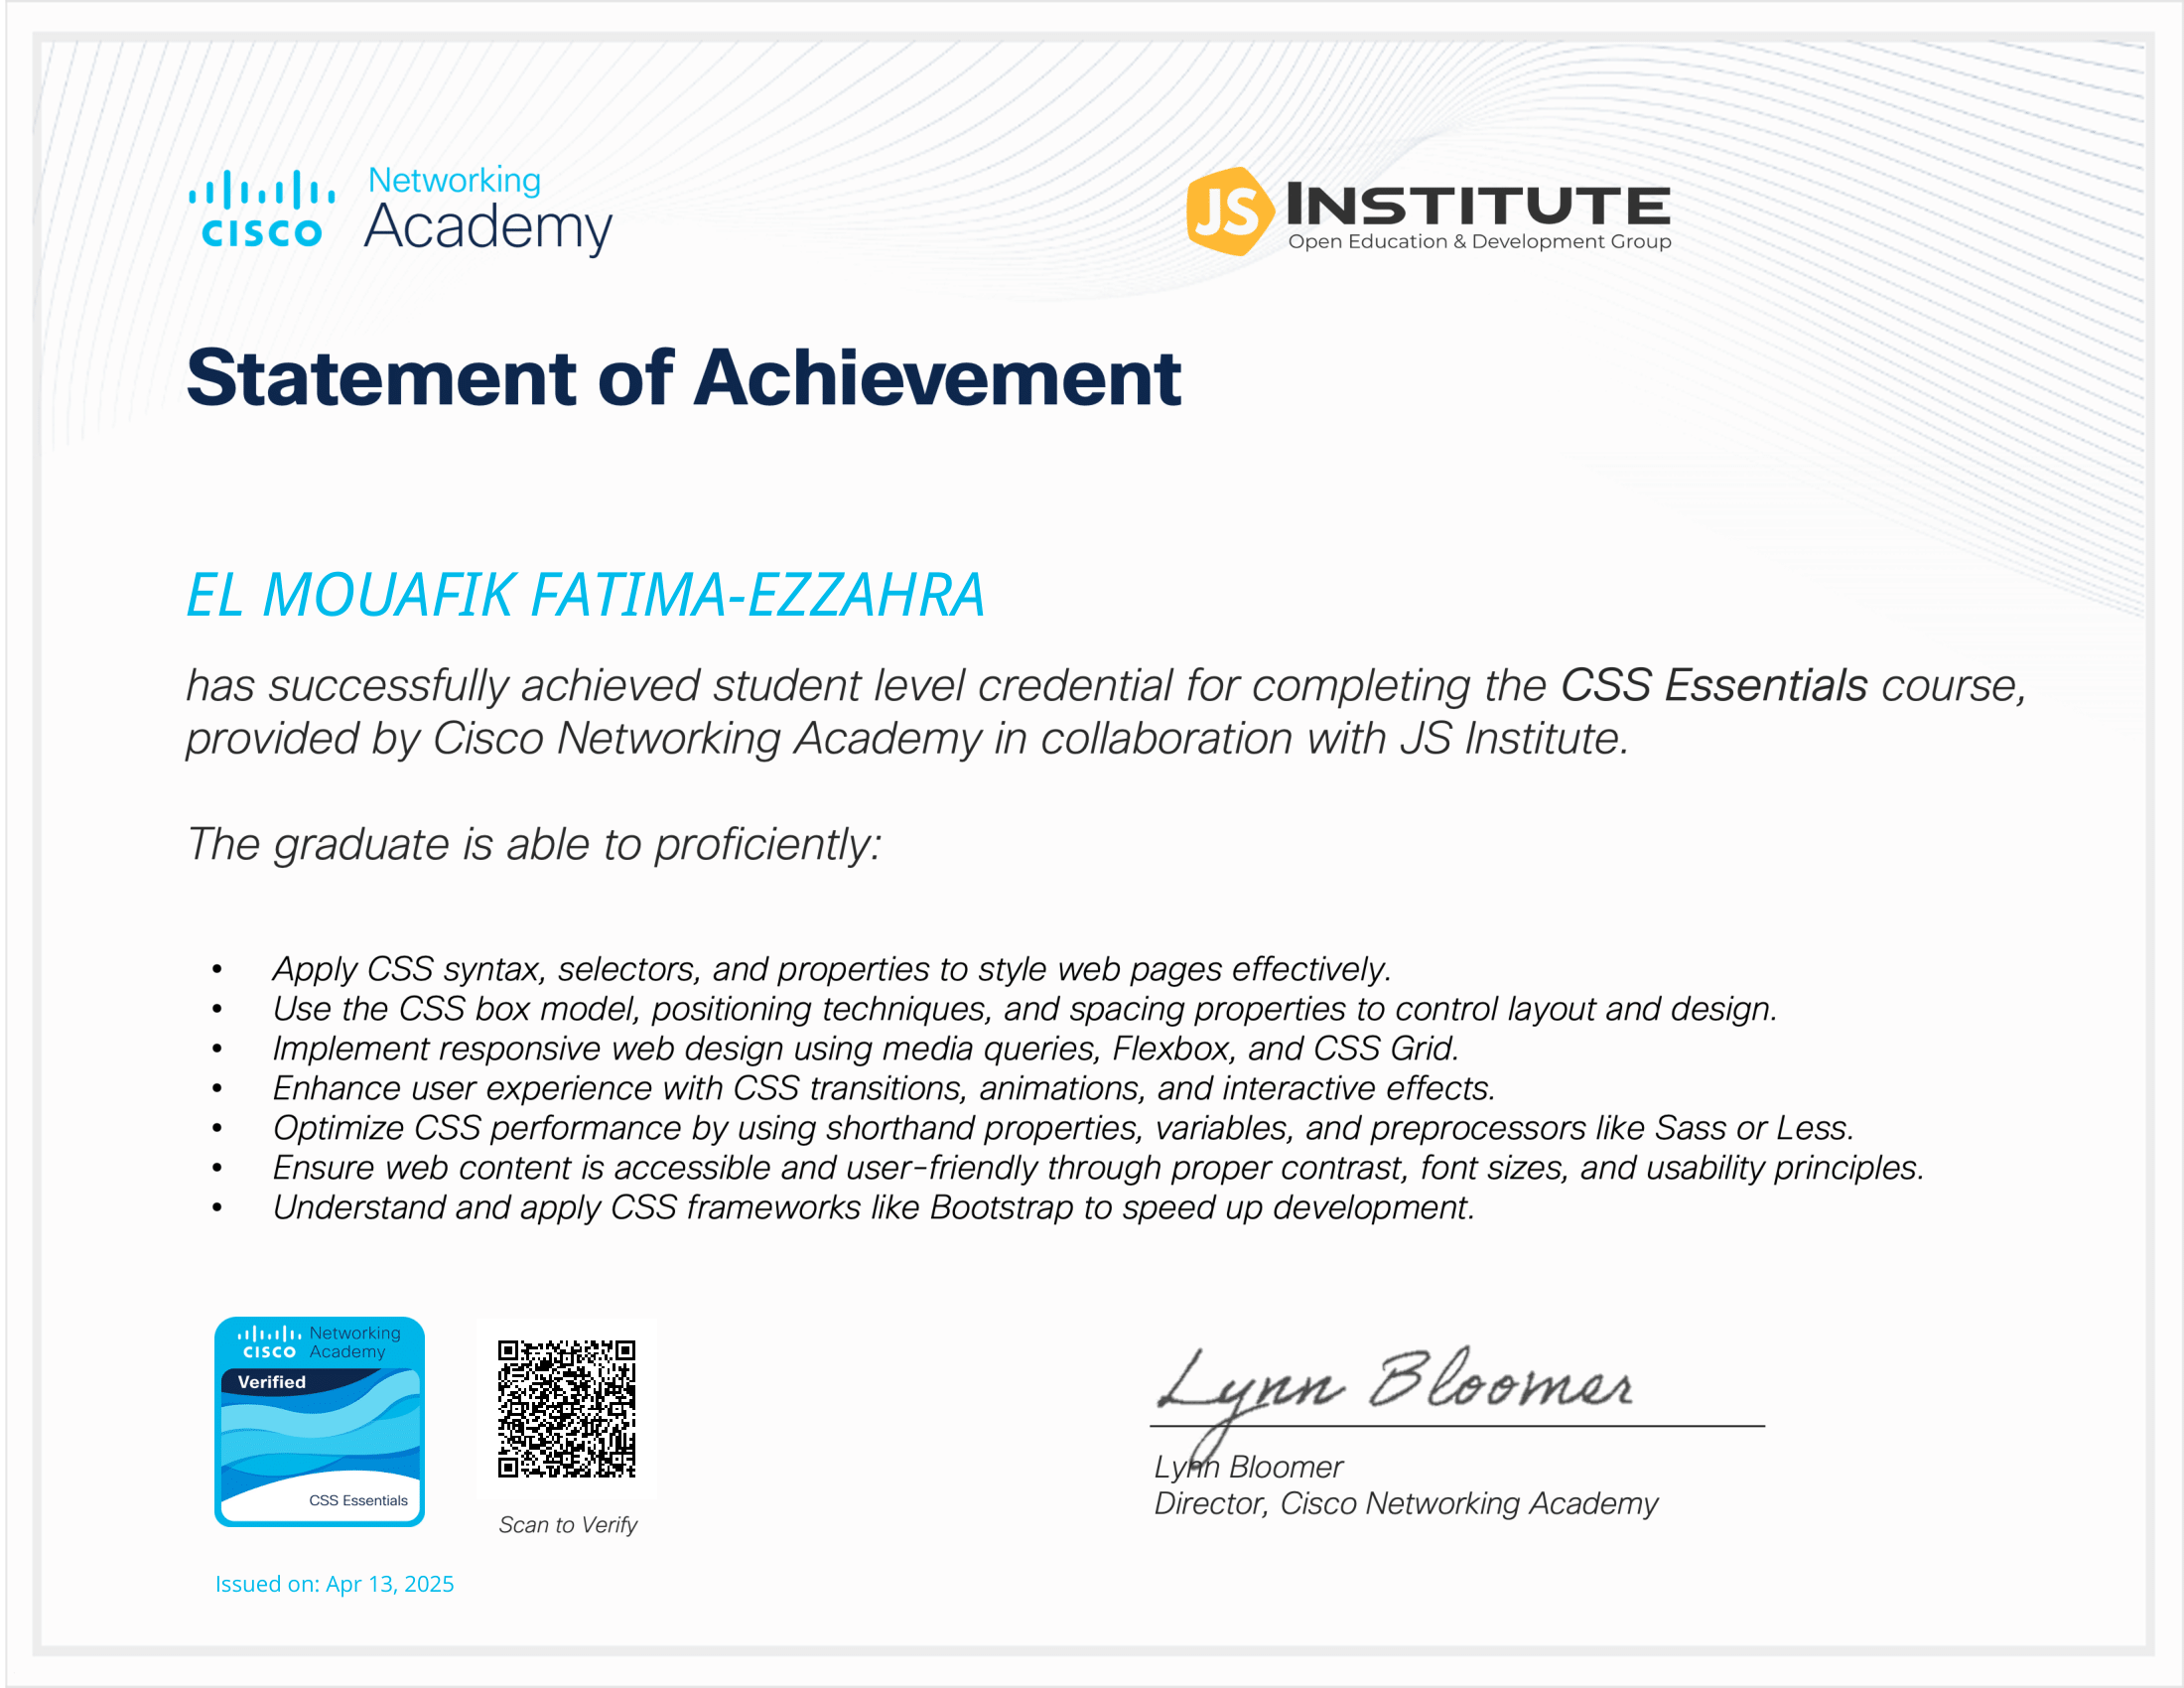 Networking
Academy
CISCO
JS INSTITUTE
Open Education & Development Group
Statement of Achievement
EL MOUAFIK FATIMA-EZZAHRA
has successfully achieved student level credential for completing the CSS Essentials course,
provided by Cisco Networking Academy in collaboration with JS Institute.
The graduate is able to proficiently:
• Apply CSS syntax, selectors, and properties to style web pages effectively.
• Use the CSS box model, positioning techniques, and spacing properties to control layout and design.
• Implement responsive web design using media queries, Flexbox, and CSS Grid.
• Enhance user experience with CSS transitions, animations, and interactive effects.
• Optimize CSS performance by using shorthand properties, variables, and preprocessors like Sass or Less.
• Ensure web content is accessible and user-friendly through proper contrast, font sizes, and usability principles.
• Understand and apply CSS frameworks like Bootstrap to speed up development.
Networking
CISCO Academy
Verified
CSS Essentials
Scan to Verify
Issued on: Apr 13, 2025
Lynn Bloomer
Lynn Bloomer
Director, Cisco Networking Academy